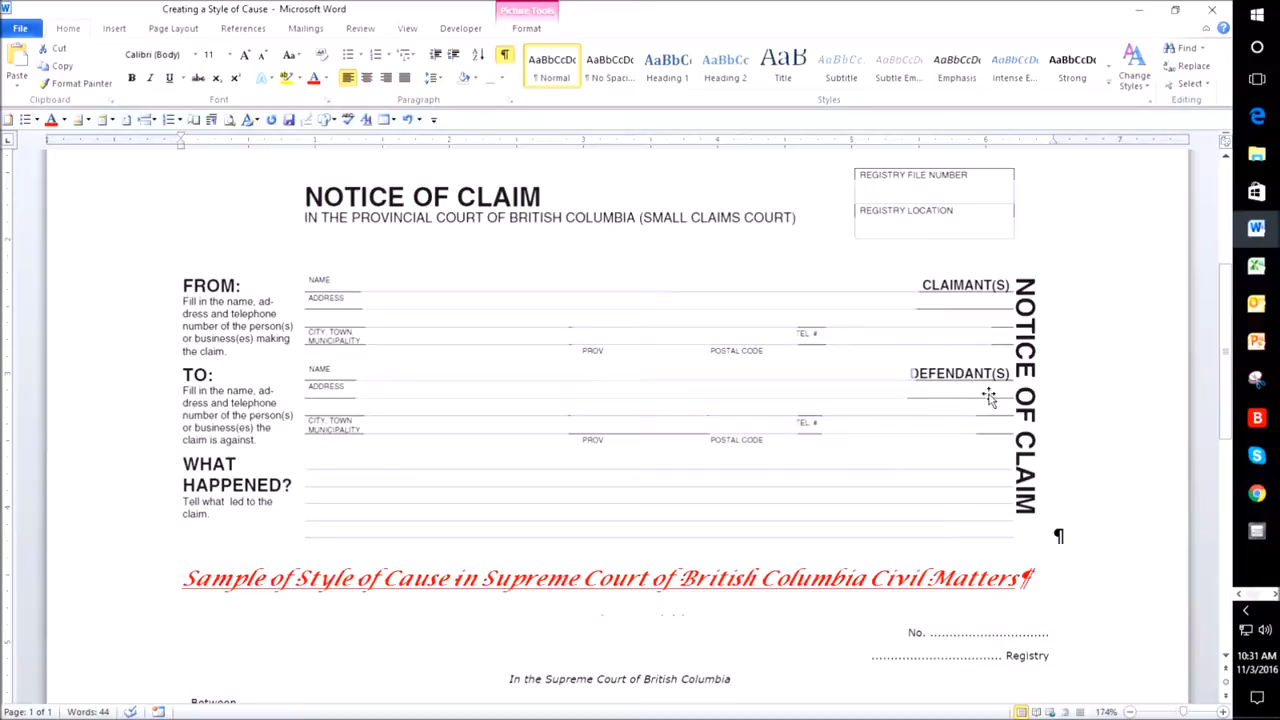 Creating a Style of Cause - Microsoft Word
Picture Tools
File Home Insert Page Layout References Mailings Review View Developer Format
Paste
Cut
Copy
Format Painter
Clipboard
Calibri (Body) 11
Font
Paragraph
AaBbCcDc AaBbCcDc AaBbCc AaBbCc AaB AaBbCc. AaBbCcDc AaBbCcDc AaBbCcDc AaBbCcDc
¶ Normal ¶ No Spaci... Heading 1 Heading 2 Title Subtitle Subtle Em... Emphasis Intense E... Strong
Styles
Change
Styles
Find
Replace
Select
Editing
1 2 3 4 5 6 7
NOTICE OF CLAIM
IN THE PROVINCIAL COURT OF BRITISH COLUMBIA (SMALL CLAIMS COURT)
REGISTRY FILE NUMBER
REGISTRY LOCATION
FROM:
Fill in the name, ad-
dress and telephone
number of the person(s)
or business(es) making
the claim.
NAME
CLAIMANT(S)
ADDRESS
CITY, TOWN,
MUNICIPALITY
TEL. #
PROV
POSTAL CODE
TO:
Fill in the name, ad-
dress and telephone
number of the person(s)
or business(es) the
claim is against.
NAME
DEFENDANT(S)
ADDRESS
CITY, TOWN,
MUNICIPALITY
TEL. #
PROV
POSTAL CODE
WHAT
HAPPENED?
Tell what led to the
claim.
NOTICE OF CLAIM
¶
Sample of Style of Cause in Supreme Court of British Columbia Civil Matters¶
No. ...............................
.................................. Registry
In the Supreme Court of British Columbia
Between
Page: 1 of 1 Words: 44
174%
10:31 AM
11/3/2016